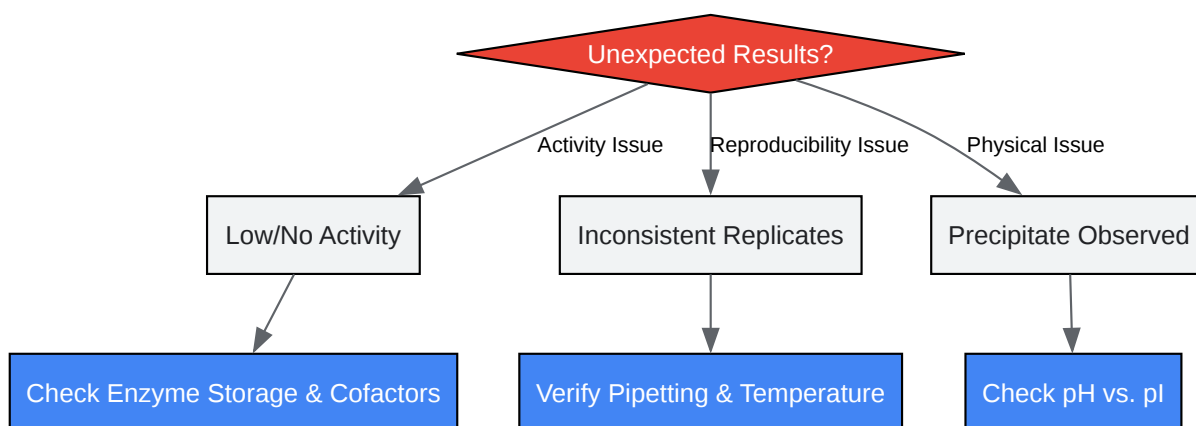 Unexpected Results?
Activity Issue
Reproducibility Issue
Physical Issue
Low/No Activity
Inconsistent Replicates
Precipitate Observed
Check Enzyme Storage & Cofactors
Verify Pipetting & Temperature
Check pH vs. pI